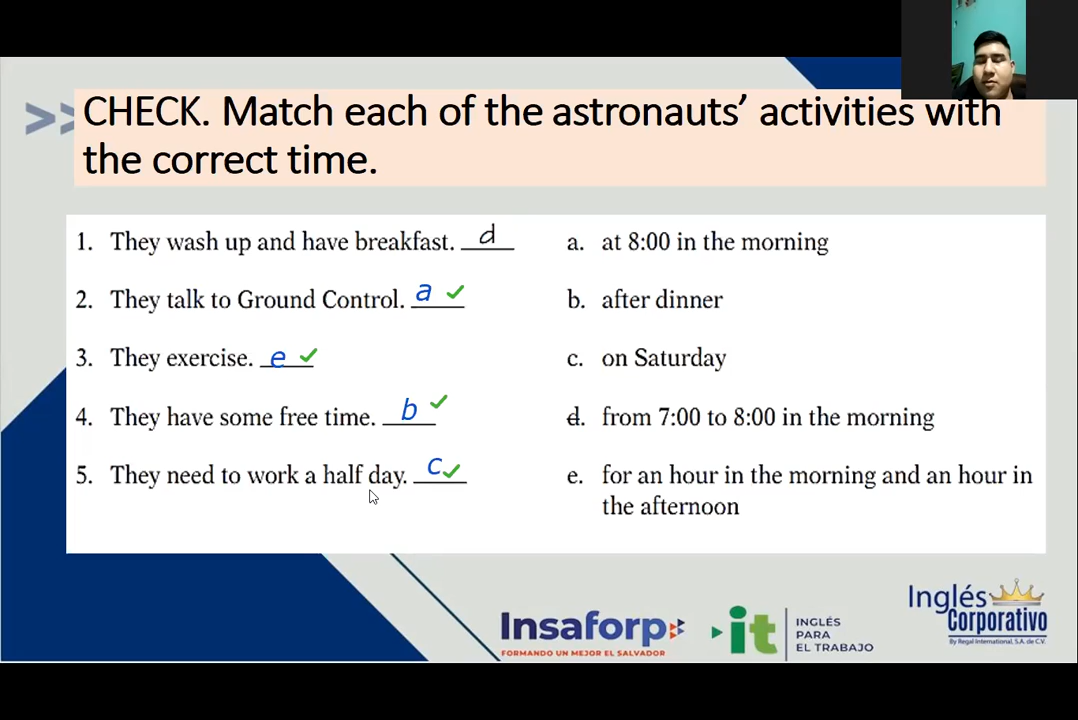 >> CHECK. Match each of the astronauts’ activities with
the correct time.
1. They wash up and have breakfast. d
2. They talk to Ground Control. a ✓
3. They exercise. e ✓
4. They have some free time. b ✓
5. They need to work a half day. c ✓
a. at 8:00 in the morning
b. after dinner
c. on Saturday
d. from 7:00 to 8:00 in the morning
e. for an hour in the morning and an hour in
the afternoon
Insaforp
FORMANDO UN MEJOR EL SALVADOR
it
INGLÉS
PARA
EL TRABAJO
Inglés
Corporativo
By Regal International, S.A. de C.V.